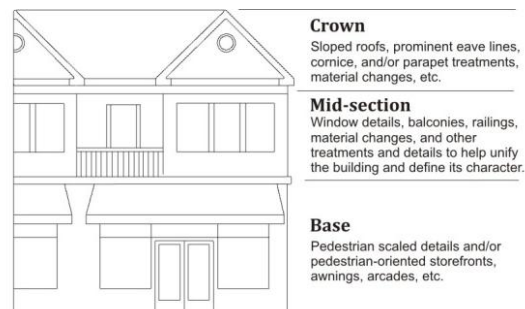 Crown
Sloped roofs, prominent eave lines,
cornice, and/or parapet treatments,
material changes, etc.
Mid-section
Window details, balconies, railings,
material changes, and other
treatments and details to help unify
the building and define its character.
Base
Pedestrian scaled details and/or
pedestrian-oriented storefronts,
awnings, arcades, etc.